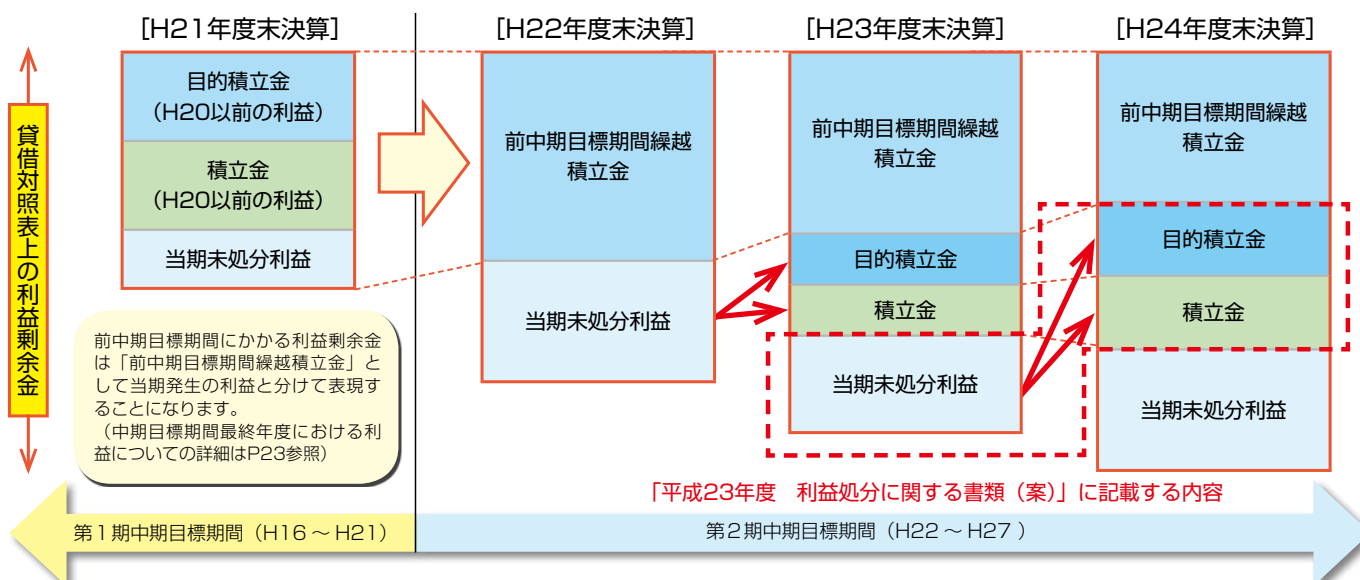 [H21年度末決算]
[H22年度末決算]
[H23年度末決算]
[H24年度末決算]
貸借対照表上の利益剰余金
目的積立金
(H20以前の利益)
積立金
(H20以前の利益)
当期未処分利益
前中期目標期間繰越
積立金
当期未処分利益
前中期目標期間繰越
積立金
目的積立金
積立金
当期未処分利益
前中期目標期間繰越
積立金
目的積立金
積立金
当期未処分利益
前中期目標期間にかかる利益剰余金
は「前中期目標期間繰越積立金」と
して当期発生の利益と分けて表現す
ることになります。
(中期目標期間最終年度における利
益についての詳細はP23参照)
「平成23年度　利益処分に関する書類(案)」に記載する内容
第1期中期目標期間(H16～H21)
第2期中期目標期間(H22～H27)